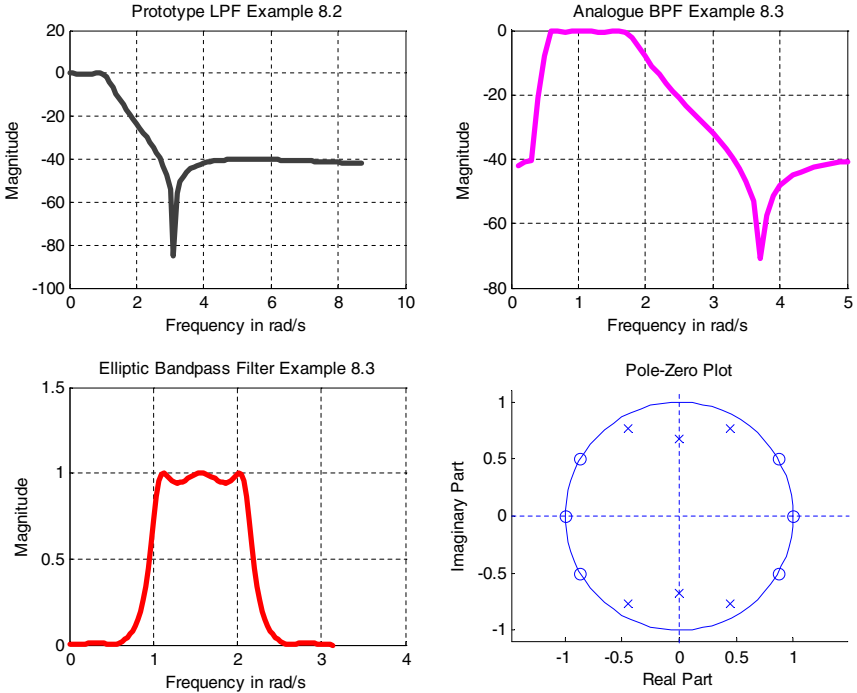 Prototype LPF Example 8.2
20
0
-20
-40
-60
-80
-100
Magnitude
0 2 4 6 8 10
Frequency in rad/s
Analogue BPF Example 8.3
0
-20
-40
-60
-80
Magnitude
0 1 2 3 4 5
Frequency in rad/s
Elliptic Bandpass Filter Example 8.3
1.5
1
0.5
0
Magnitude
0 1 2 3 4
Frequency in rad/s
Pole-Zero Plot
1
0.5
0
-0.5
-1
Imaginary Part
-1 -0.5 0 0.5 1
Real Part